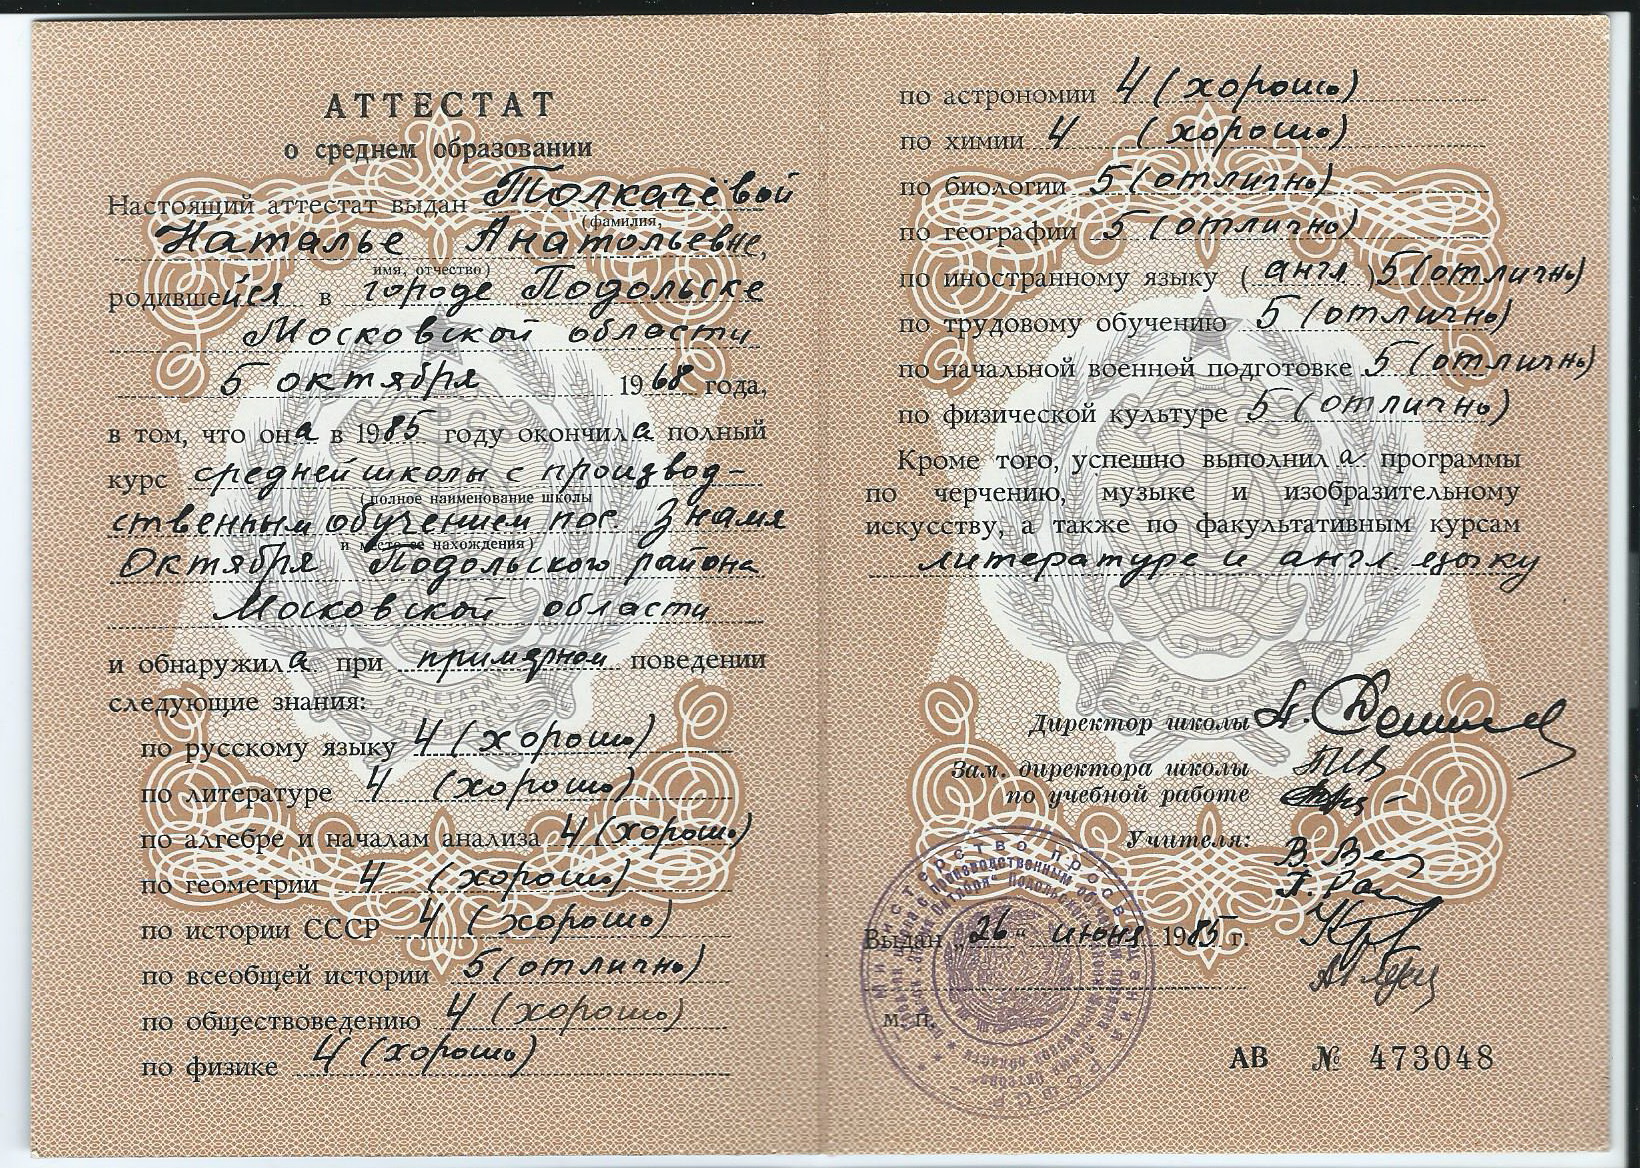 АТТЕСТАТ
о среднем образовании
Настоящий аттестат выдан Толкачёвой
(фамилия,
Наталье Анатольевне,
имя, отчество)
родившейся в городе Подольске
Московской области
5 октября 1968 года,
в том, что она в 1985 году окончила полный
курс средней школы с производ-
(полное наименование школы
ственным обучением пос. Знамя
и место ее нахождения)
Октября Подольского района
Московской области
и обнаружила при примерном поведении
следующие знания:
по русскому языку 4 (хорошо)
по литературе 4 (хорошо)
по алгебре и началам анализа 4 (хорошо)
по геометрии 4 (хорошо)
по истории СССР 4 (хорошо)
по всеобщей истории 5 (отлично)
по обществоведению 4 (хорошо)
по физике 4 (хорошо)
по астрономии 4 (хорошо)
по химии 4 (хорошо)
по биологии 5 (отлично)
по географии 5 (отлично)
по иностранному языку (англ.) 5 (отлично)
по трудовому обучению 5 (отлично)
по начальной военной подготовке 5 (отлично)
по физической культуре 5 (отлично)
Кроме того, успешно выполнила программы
по черчению, музыке и изобразительному
искусству, а также по факультативным курсам
литературе и англ. языку
Директор школы
Зам. директора школы
по учебной работе
Учителя:
Выдан „26“ июня 1985 г.
м. п.
АВ № 473048